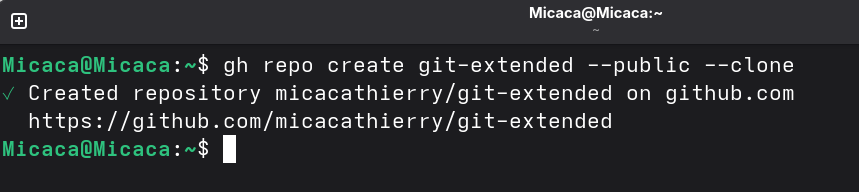 Micaca@Micaca:~
~
Micaca@Micaca:~$ gh repo create git-extended --public --clone
✓ Created repository micacathierry/git-extended on github.com
https://github.com/micacathierry/git-extended
Micaca@Micaca:~$